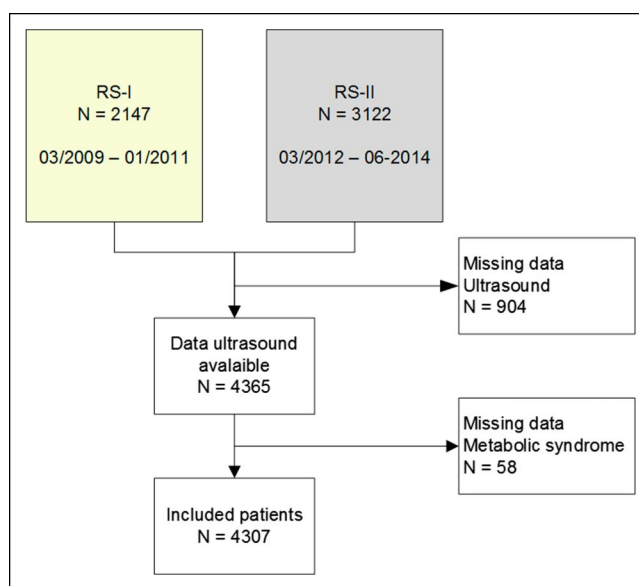 RS-I
N = 2147
03/2009 – 01/2011
RS-II
N = 3122
03/2012 – 06-2014
Missing data
Ultrasound
N = 904
Data ultrasound
avalaible
N = 4365
Missing data
Metabolic syndrome
N = 58
Included patients
N = 4307